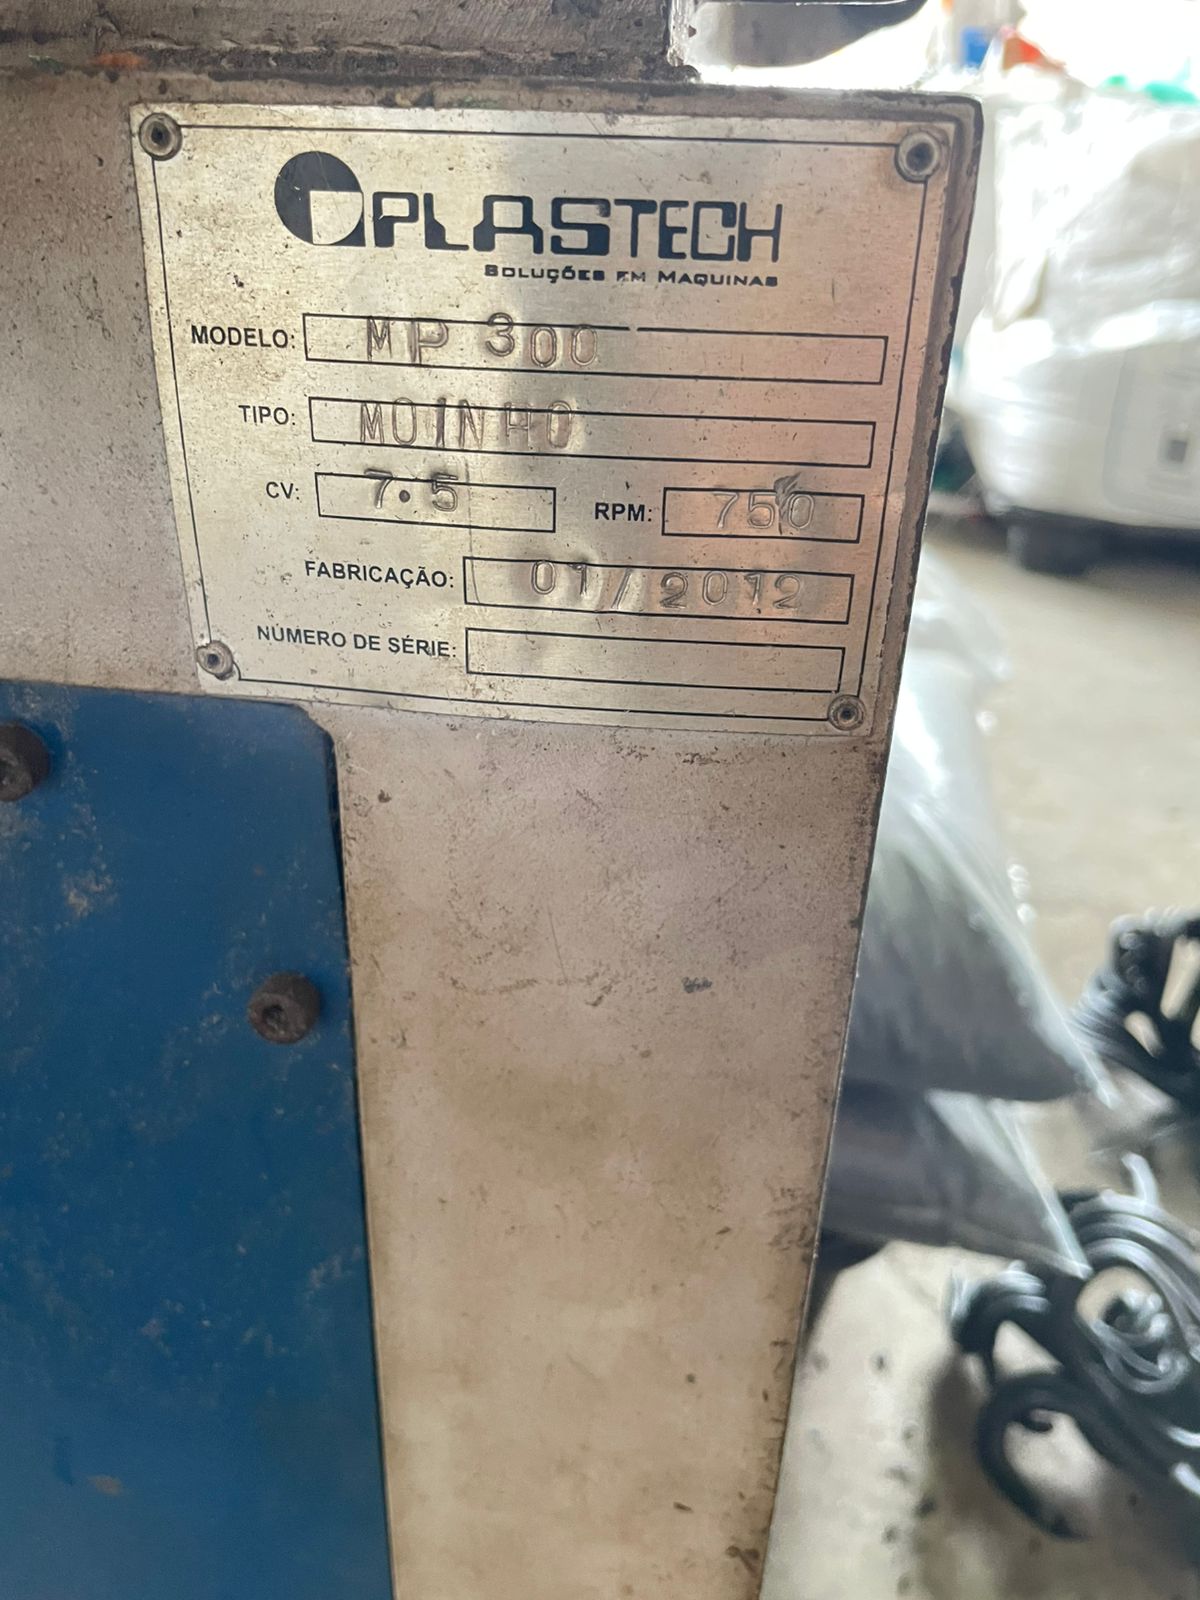 PLASTECH
SOLUÇÕES EM MAQUINAS
MODELO: MP 300
TIPO: MOINHO
CV: 7.5 RPM: 750
FABRICAÇÃO: 01/2012
NÚMERO DE SÉRIE: